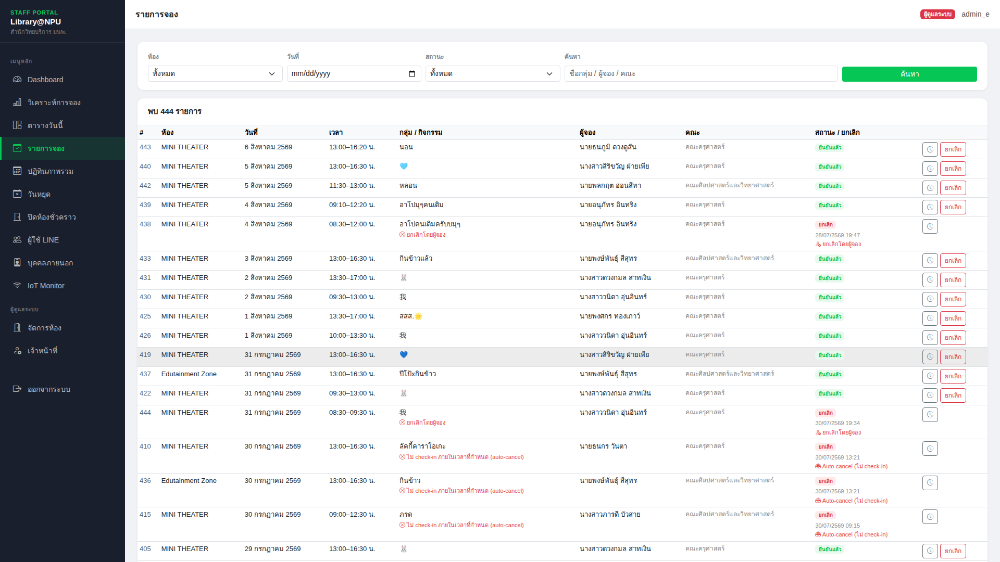 STAFF PORTAL
Library@NPU
สำนักวิทยบริการ มนพ.
เมนูหลัก
Dashboard
วิเคราะห์การจอง
ตารางวันนี้
รายการจอง
ปฏิทินภาพรวม
วันหยุด
ปิดห้องชั่วคราว
ผู้ใช้ LINE
บุคคลภายนอก
IoT Monitor
ผู้ดูแลระบบ
จัดการห้อง
เจ้าหน้าที่
ออกจากระบบ
รายการจอง
ผู้ดูแลระบบ admin_e
ห้อง วันที่ สถานะ ค้นหา
ทั้งหมด mm/dd/yyyy ทั้งหมด ชื่อกลุ่ม / ผู้จอง / คณะ ค้นหา
พบ 444 รายการ
# ห้อง วันที่ เวลา กลุ่ม / กิจกรรม ผู้จอง คณะ สถานะ / ยกเลิก
443 MINI THEATER 6 สิงหาคม 2569 13:00–16:20 น. นอน นายธนภูมิ ดวงดูสัน คณะครุศาสตร์ ยืนยันแล้ว ยกเลิก
440 MINI THEATER 5 สิงหาคม 2569 13:00–16:30 น. 🩵 นางสาวสิริขวัญ ฝ่ายเพีย คณะครุศาสตร์ ยืนยันแล้ว ยกเลิก
442 MINI THEATER 5 สิงหาคม 2569 11:30–13:00 น. หลอน นายพลกฤต อ่อนสีทา คณะศิลปศาสตร์และวิทยาศาสตร์ ยืนยันแล้ว ยกเลิก
439 MINI THEATER 4 สิงหาคม 2569 09:10–12:20 น. อาโปมุๆคนเดิม นายอนุภัทร อินทริง คณะครุศาสตร์ ยืนยันแล้ว ยกเลิก
438 MINI THEATER 4 สิงหาคม 2569 08:30–12:00 น. อาโปคนเดิมครับบมุๆ นายอนุภัทร อินทริง คณะครุศาสตร์ ยกเลิก
ยกเลิกโดยผู้จอง 28/07/2569 19:47
ยกเลิกโดยผู้จอง
433 MINI THEATER 3 สิงหาคม 2569 13:00–16:30 น. กินข้าวแล้ว นายพงษ์พันธุ์ สีสุทร คณะศิลปศาสตร์และวิทยาศาสตร์ ยืนยันแล้ว ยกเลิก
431 MINI THEATER 2 สิงหาคม 2569 13:30–17:00 น. 🐰 นางสาวดวงกมล สาทเงิน คณะครุศาสตร์ ยืนยันแล้ว ยกเลิก
430 MINI THEATER 2 สิงหาคม 2569 09:30–13:00 น. 我 นางสาววนิดา อุ่นอินทร์ คณะครุศาสตร์ ยืนยันแล้ว ยกเลิก
425 MINI THEATER 1 สิงหาคม 2569 13:30–17:00 น. สสส.🌟 นายพงศกร ทองเภาว์ คณะครุศาสตร์ ยืนยันแล้ว ยกเลิก
426 MINI THEATER 1 สิงหาคม 2569 10:00–13:30 น. 我 นางสาววนิดา อุ่นอินทร์ คณะครุศาสตร์ ยืนยันแล้ว ยกเลิก
419 MINI THEATER 31 กรกฎาคม 2569 13:00–16:30 น. 💙 นางสาวสิริขวัญ ฝ่ายเพีย คณะครุศาสตร์ ยืนยันแล้ว ยกเลิก
437 Edutainment Zone 31 กรกฎาคม 2569 13:00–16:30 น. ปีโป้xกินข้าว นายพงษ์พันธุ์ สีสุทร คณะศิลปศาสตร์และวิทยาศาสตร์ ยืนยันแล้ว ยกเลิก
422 MINI THEATER 31 กรกฎาคม 2569 09:30–13:00 น. 🐰 นางสาวดวงกมล สาทเงิน คณะครุศาสตร์ ยืนยันแล้ว ยกเลิก
444 MINI THEATER 31 กรกฎาคม 2569 08:30–09:30 น. 我 นางสาววนิดา อุ่นอินทร์ คณะครุศาสตร์ ยกเลิก
ยกเลิกโดยผู้จอง 30/07/2569 19:34
ยกเลิกโดยผู้จอง
410 MINI THEATER 30 กรกฎาคม 2569 13:00–16:30 น. ลัคกี้คาราโอเกะ นายธนกร วันตา คณะครุศาสตร์ ยกเลิก
ไม่ check-in ภายในเวลาที่กำหนด (auto-cancel) 30/07/2569 13:21
Auto-cancel (ไม่ check-in)
436 Edutainment Zone 30 กรกฎาคม 2569 13:00–16:30 น. กินข้าว นายพงษ์พันธุ์ สีสุทร คณะศิลปศาสตร์และวิทยาศาสตร์ ยกเลิก
ไม่ check-in ภายในเวลาที่กำหนด (auto-cancel) 30/07/2569 13:21
Auto-cancel (ไม่ check-in)
415 MINI THEATER 30 กรกฎาคม 2569 09:00–12:30 น. ภรด นางสาวภารดี บัวสาย คณะศิลปศาสตร์และวิทยาศาสตร์ ยกเลิก
ไม่ check-in ภายในเวลาที่กำหนด (auto-cancel) 30/07/2569 09:15
Auto-cancel (ไม่ check-in)
405 MINI THEATER 29 กรกฎาคม 2569 13:00–16:30 น. 🐰 นางสาวดวงกมล สาทเงิน คณะครุศาสตร์ ยืนยันแล้ว ยกเลิก